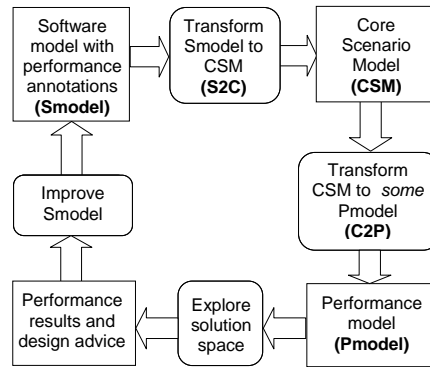 Software
model with
performance
annotations
(Smodel)
Transform
Smodel to
CSM
(S2C)
Core
Scenario
Model
(CSM)
Transform
CSM to some
Pmodel
(C2P)
Performance
model
(Pmodel)
Explore
solution
space
Performance
results and
design advice
Improve
Smodel